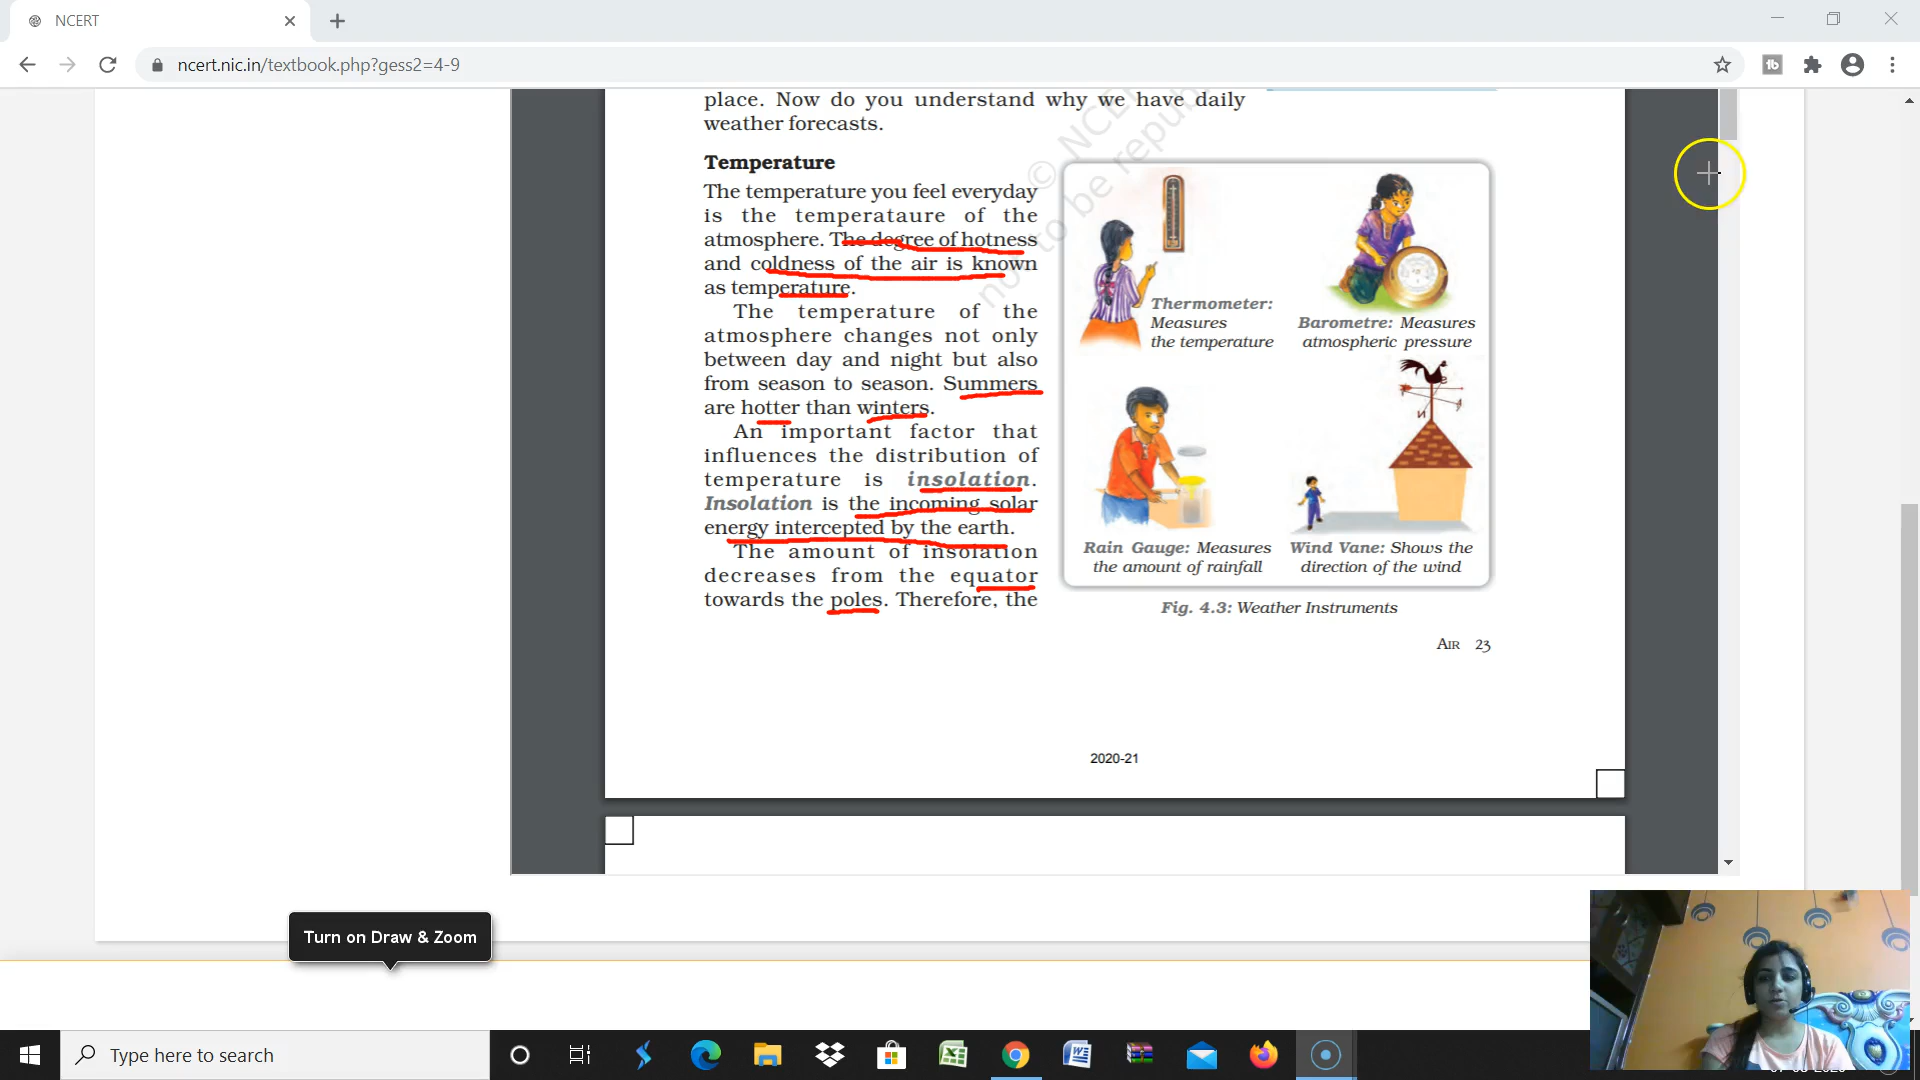 NCERT
ncert.nic.in/textbook.php?gess2=4-9
place. Now do you understand why we have daily
weather forecasts.
© NCE
not to be republ
Temperature
The temperature you feel everyday
is the temperataure of the
atmosphere. The degree of hotness
and coldness of the air is known
as temperature.
The temperature of the
atmosphere changes not only
between day and night but also
from season to season. Summers
are hotter than winters.
An important factor that
influences the distribution of
temperature is insolation.
Insolation is the incoming solar
energy intercepted by the earth.
The amount of insolation
decreases from the equator
towards the poles. Therefore, the
Thermometer:
Measures
the temperature
Barometre: Measures
atmospheric pressure
Rain Gauge: Measures
the amount of rainfall
Wind Vane: Shows the
direction of the wind
Fig. 4.3: Weather Instruments
AIR 23
2020-21
Turn on Draw & Zoom
Type here to search